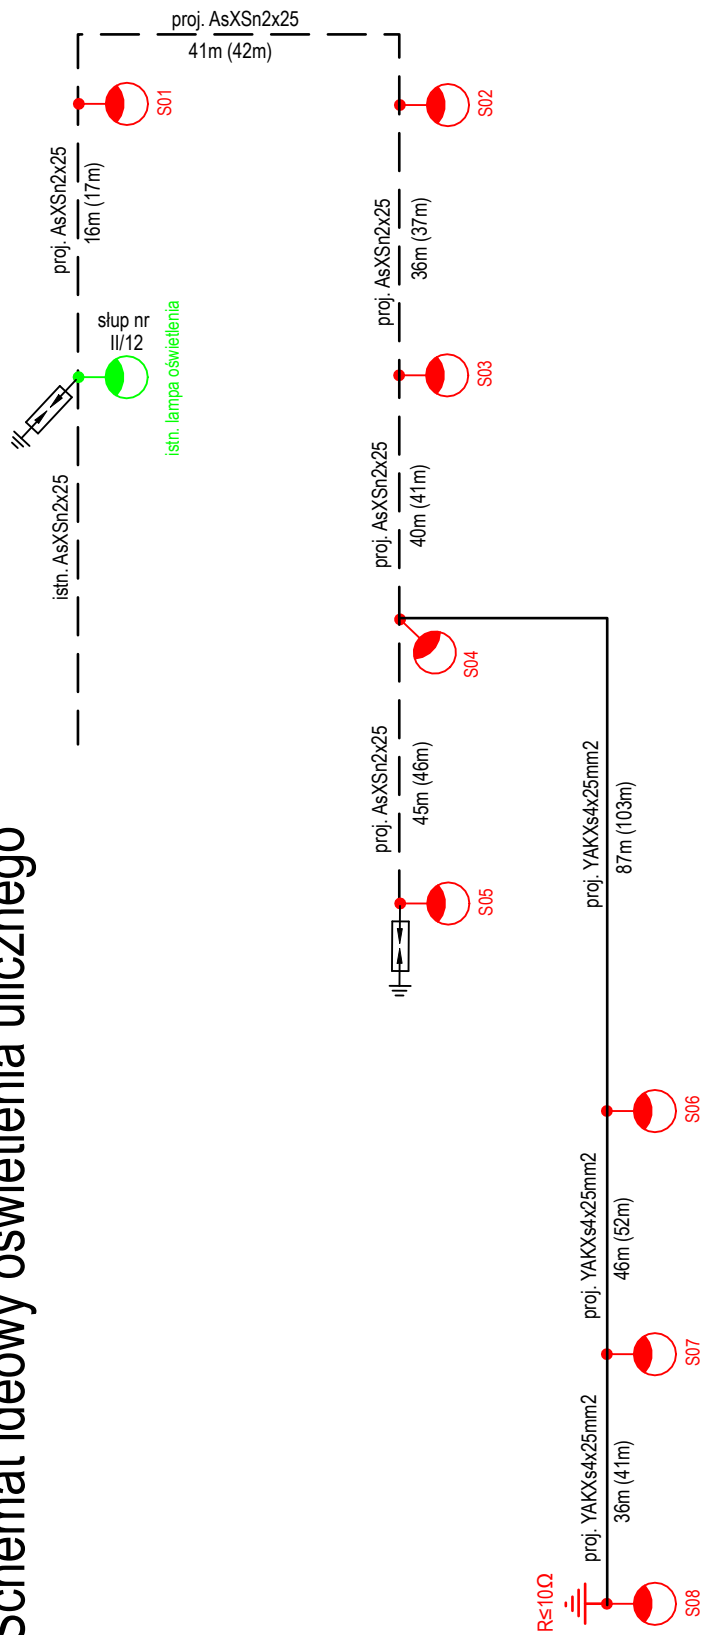 Schemat ideowy oświetlenia ulicznego
proj. AsXSn2x25
41m (42m)
S01
S02
proj. AsXSn2x25
16m (17m)
proj. AsXSn2x25
36m (37m)
słup nr
II/12
istn. lampa oświetlenia
S03
istn. AsXSn2x25
proj. AsXSn2x25
40m (41m)
S04
proj. AsXSn2x25
45m (46m)
proj. YAKXs4x25mm2
87m (103m)
S05
S06
proj. YAKXs4x25mm2
46m (52m)
S07
proj. YAKXs4x25mm2
36m (41m)
R≤10Ω
S08